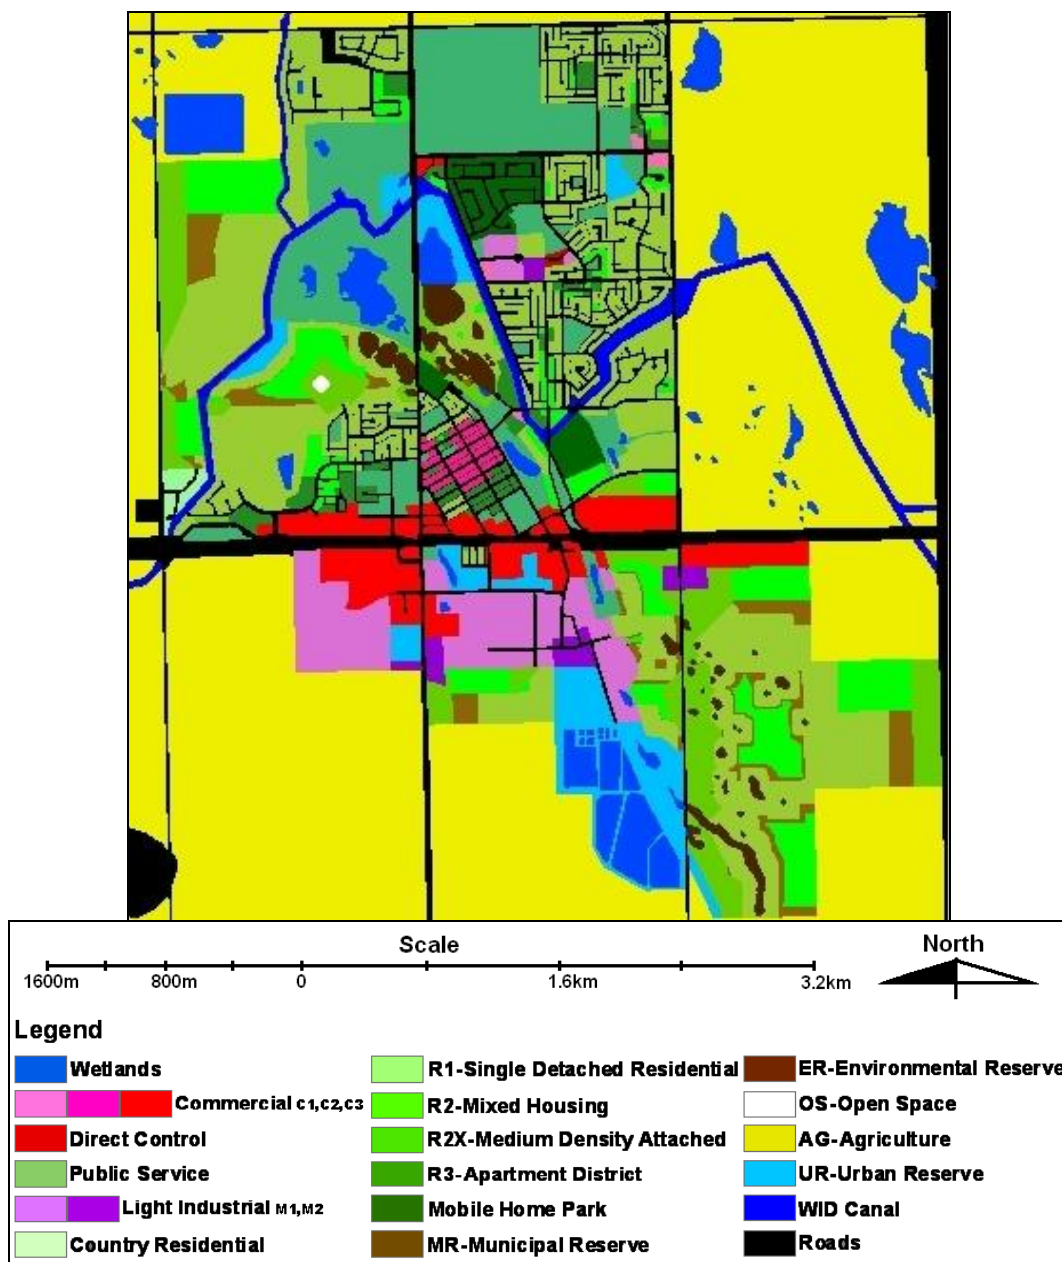 Scale
North
1600m 800m 0 1.6km 3.2km
Legend
Wetlands
Commercial C1,C2,C3
Direct Control
Public Service
Light Industrial M1,M2
Country Residential
R1-Single Detached Residential
R2-Mixed Housing
R2X-Medium Density Attached
R3-Apartment District
Mobile Home Park
MR-Municipal Reserve
ER-Environmental Reserve
OS-Open Space
AG-Agriculture
UR-Urban Reserve
WID Canal
Roads